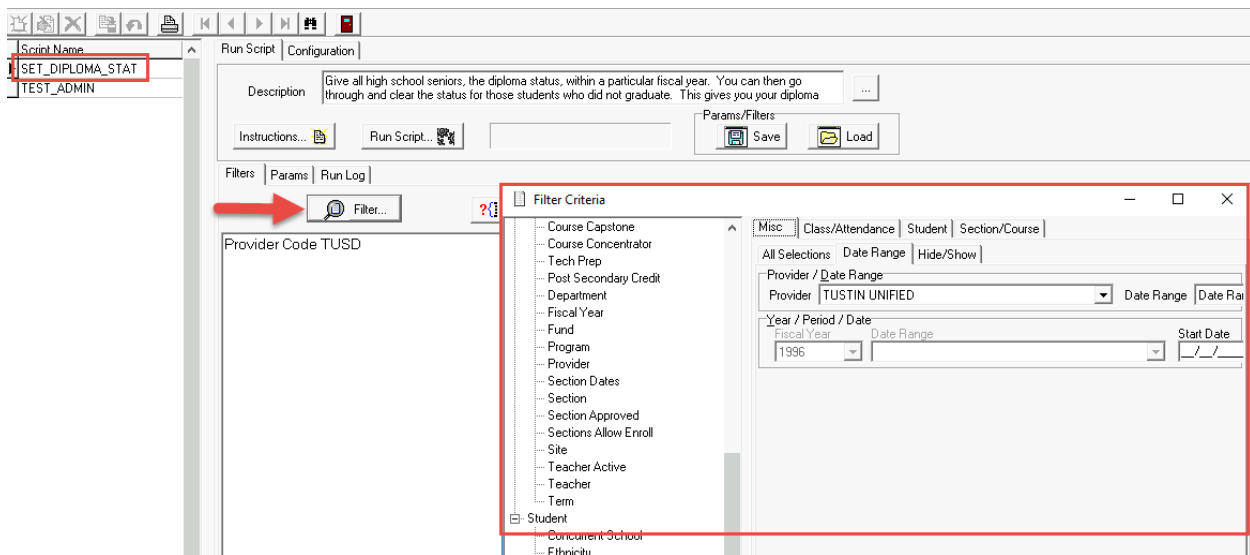 Script Name
SET_DIPLOMA_STAT
TEST_ADMIN
Run Script
Configuration
Description
Give all high school seniors, the diploma status, within a particular fiscal year.  You can then go
through and clear the status for those students who did not graduate.  This gives you your diploma
...
Params/Filters
Instructions...
Run Script...
Save
Load
Filters
Params
Run Log
Filter...
?{
Provider Code TUSD
Filter Criteria
Course Capstone
Course Concentrator
Tech Prep
Post Secondary Credit
Department
Fiscal Year
Fund
Program
Provider
Section Dates
Section
Section Approved
Sections Allow Enroll
Site
Teacher Active
Teacher
Term
Student
Concurrent School
Ethnicity
Misc
Class/Attendance
Student
Section/Course
All Selections
Date Range
Hide/Show
Provider / Date Range
Provider
TUSTIN UNIFIED
Date Range
Date Ra
Year / Period / Date
Fiscal Year
Date Range
Start Date
1996
__/__/____